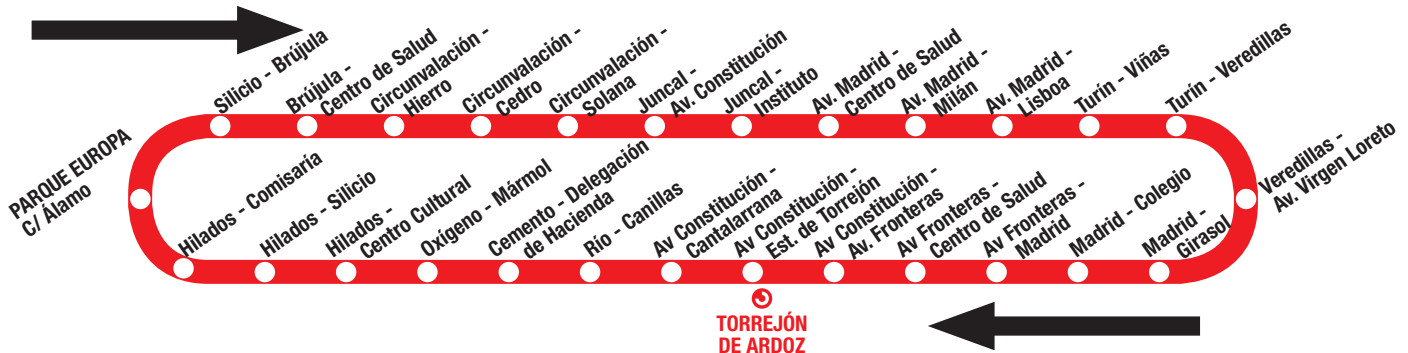 Silicio - Brújula
Brújula -
Centro de Salud
Circunvalación -
Hierro
Circunvalación -
Cedro
Circunvalación -
Solana
Juncal -
Av. Constitución
Juncal -
Instituto
Av. Madrid -
Centro de Salud
Av. Madrid -
Milán
Av. Madrid -
Lisboa
Turín - Viñas
Turín - Veredillas
Veredillas -
Av. Virgen Loreto
PARQUE EUROPA
C/ Álamo
Hilados - Comisaría
Hilados - Silicio
Hilados -
Centro Cultural
Oxígeno - Mármol
Cemento - Delegación
de Hacienda
Río - Canillas
Av Constitución -
Cantalarrana
Av Constitución -
Est. de Torrejón
Av Constitución -
Av. Fronteras
Av Fronteras -
Centro de Salud
Av Fronteras -
Madrid
Madrid - Colegio
Madrid -
Girasol
TORREJÓN
DE ARDOZ